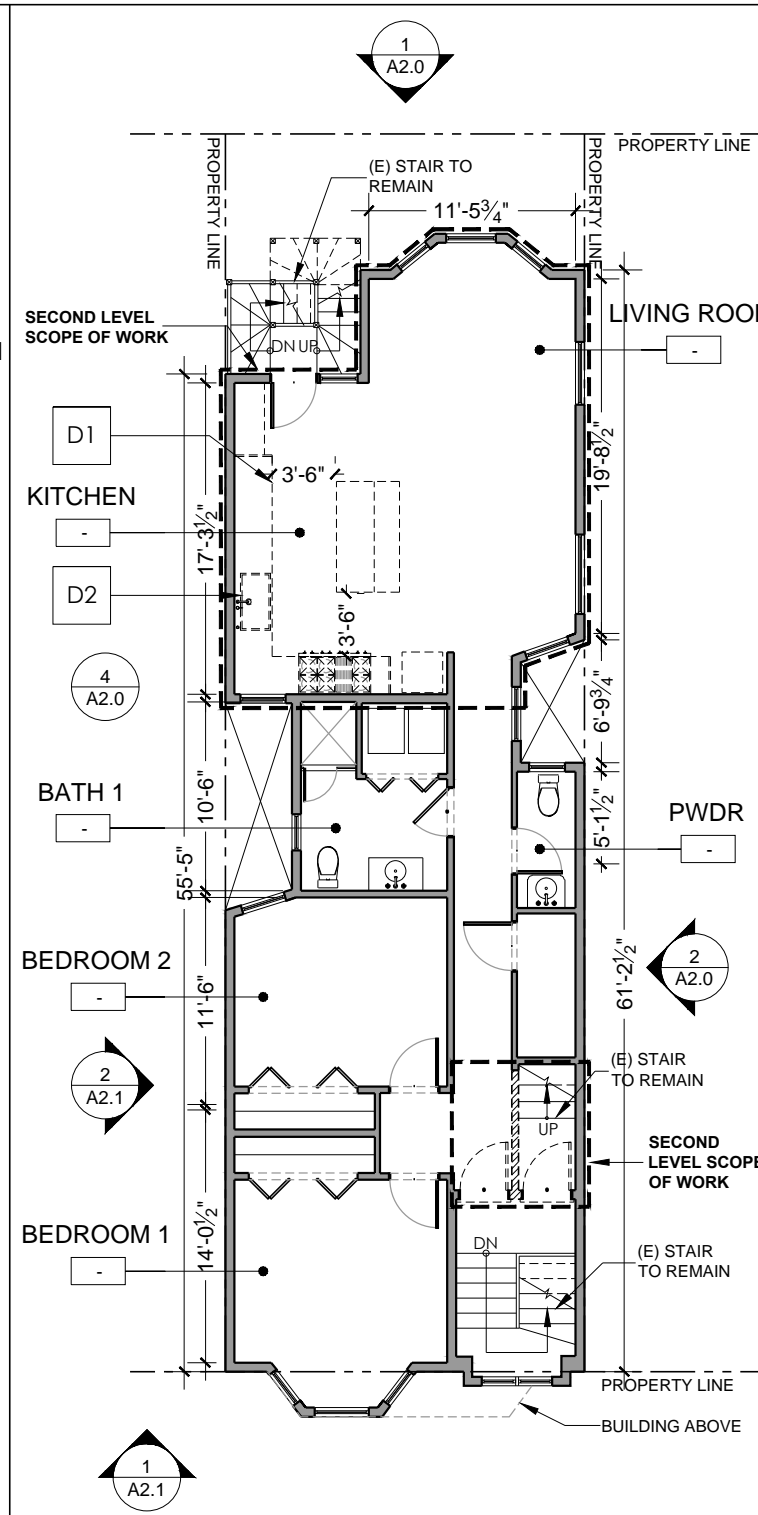 1
A2.0
PROPERTY LINE
PROPERTY LINE
PROPERTY LINE
(E) STAIR TO
REMAIN
11'-5¾"
SECOND LEVEL
SCOPE OF WORK
LIVING ROOM
-
DN UP
D1
3'-6"
19'-8½"
KITCHEN
-
17'-3½"
D2
3'-6"
4
A2.0
6'-9¾"
BATH 1
-
10'-6"
5'-1½"
PWDR
-
55'-5"
BEDROOM 2
-
11'-6"
2
A2.0
61'-2½"
2
A2.1
(E) STAIR
TO REMAIN
UP
SECOND
LEVEL SCOPE
OF WORK
BEDROOM 1
-
14'-0½"
DN
(E) STAIR
TO REMAIN
PROPERTY LINE
BUILDING ABOVE
1
A2.1